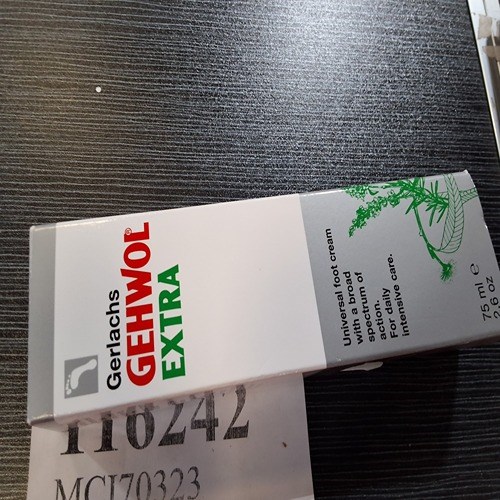 Gerlachs
GEHWOL®
EXTRA
Universal foot cream
with a broad
spectrum of
action.
For daily
intensive care.
75 ml ℮
2.6 oz
116242
MCI70323